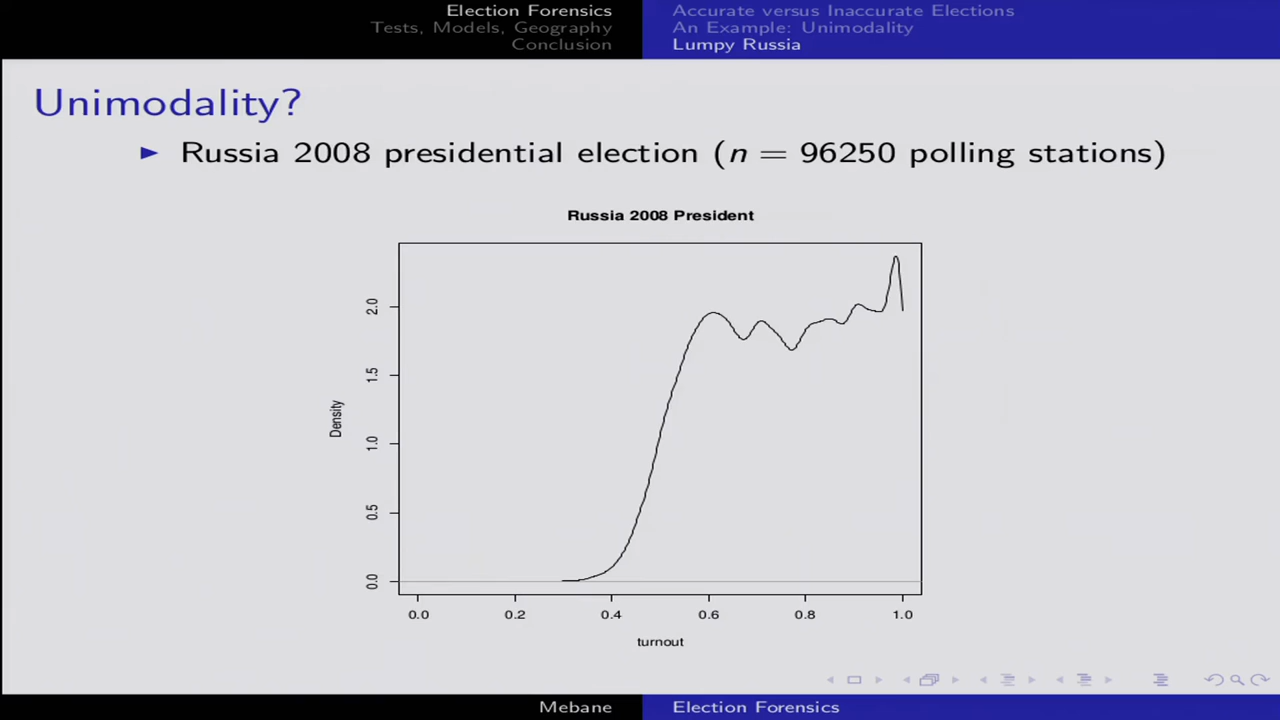 Election Forensics
Tests, Models, Geography
Conclusion
Accurate versus Inaccurate Elections
An Example: Unimodality
Lumpy Russia
Unimodality?
Russia 2008 presidential election (n = 96250 polling stations)
Russia 2008 President
Density
2.0
1.5
1.0
0.5
0.0
0.0 0.2 0.4 0.6 0.8 1.0
turnout
Mebane
Election Forensics